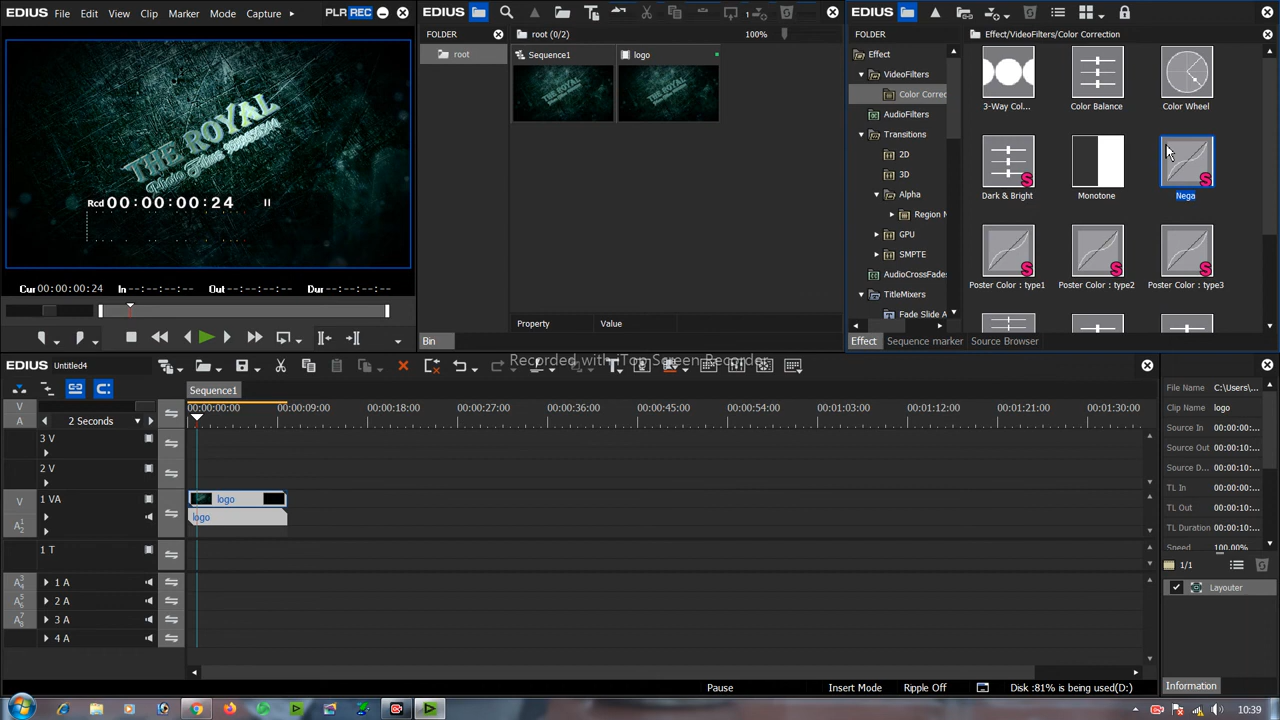 EDIUS File Edit View Clip Marker Mode Capture PLR REC
THE ROYAL
Rcd 00:00:00:24 II
Cur 00:00:00:24 In --:--:--:-- Out --:--:--:-- Dur --:--:--:--
EDIUS
FOLDER root (0/2) 100%
root
Sequence1 logo
Property Value
Bin
EDIUS
FOLDER Effect/VideoFilters/Color Correction
Effect
VideoFilters
Color Correc
AudioFilters
Transitions
2D
3D
Alpha
Region M
GPU
SMPTE
AudioCrossFades
TitleMixers
Fade Slide A
3-Way Col... Color Balance Color Wheel
Dark & Bright Monotone Nega
Poster Color : type1 Poster Color : type2 Poster Color : type3
Effect Sequence marker Source Browser
EDIUS Untitled4
Recorded with iTop Screen Recorder
Sequence1
V
A
2 Seconds
00:00:00:00 00:00:09:00 00:00:18:00 00:00:27:00 00:00:36:00 00:00:45:00 00:00:54:00 00:01:03:00 00:01:12:00 00:01:21:00 00:01:30:00
3 V
2 V
V 1 VA logo
logo
1 T
1 A
2 A
3 A
4 A
File Name C:\Users\...
Clip Name logo
Source In 00:00:00:...
Source Out 00:00:10:...
Source D... 00:00:10:...
TL In 00:00:00:...
TL Out 00:00:10:...
TL Duration 00:00:10:...
Speed 100.00%
1/1
Layouter
Information
Pause Insert Mode Ripple Off Disk :81% is being used(D:)
10:39